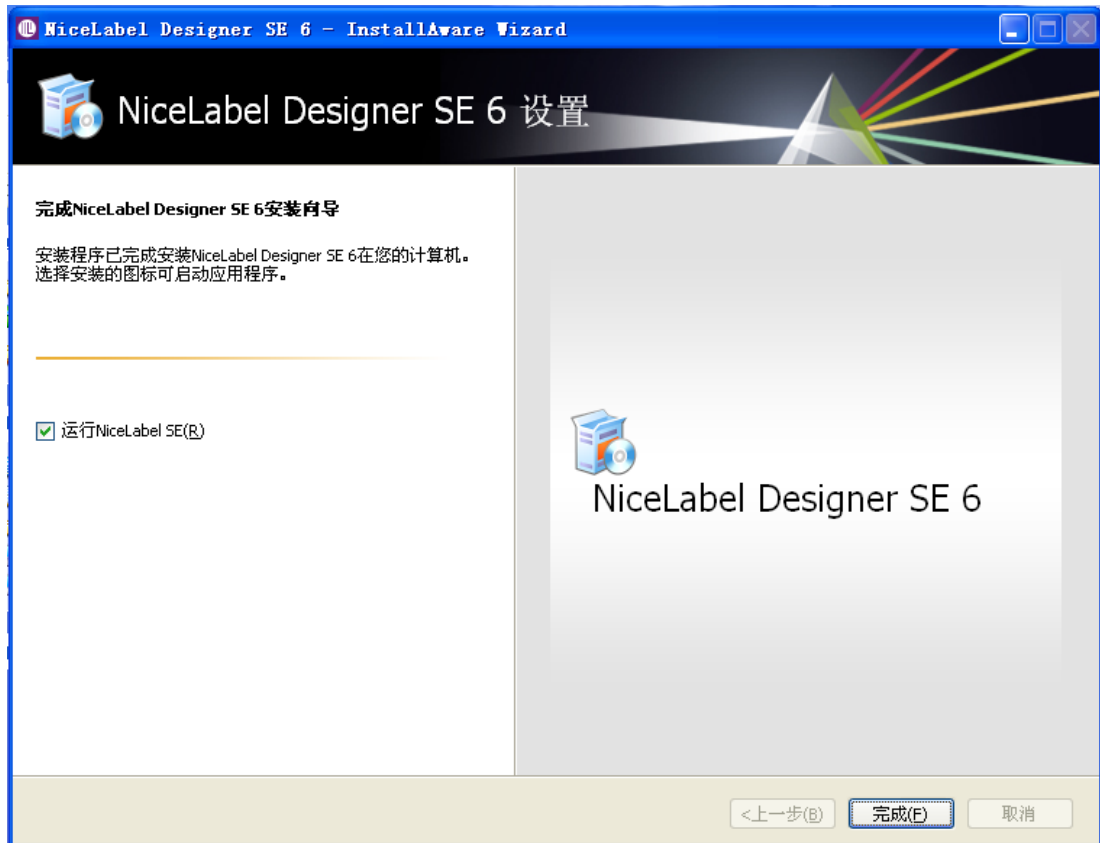 NiceLabel Designer SE 6 - InstallAware Wizard
NiceLabel Designer SE 6 设置
完成NiceLabel Designer SE 6安装向导
安装程序已完成安装NiceLabel Designer SE 6在您的计算机。
选择安装的图标可启动应用程序。
运行NiceLabel SE(R)
NiceLabel Designer SE 6
<上一步(B)
完成(F)
取消